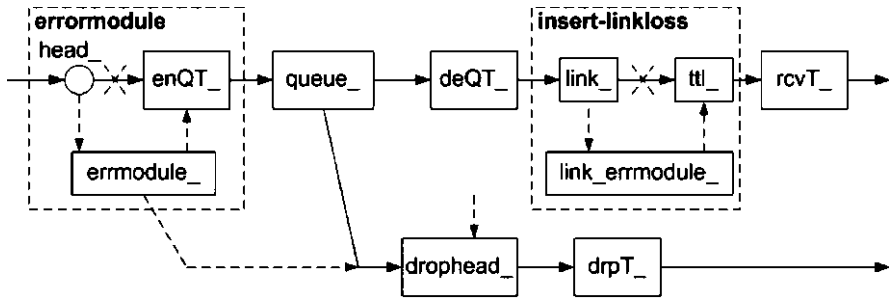 errormodule
insert-linkloss
head_
enQT_
queue_
deQT_
link_
ttl_
rcvT_
errmodule_
link_errmodule_
drophead_
drpT_